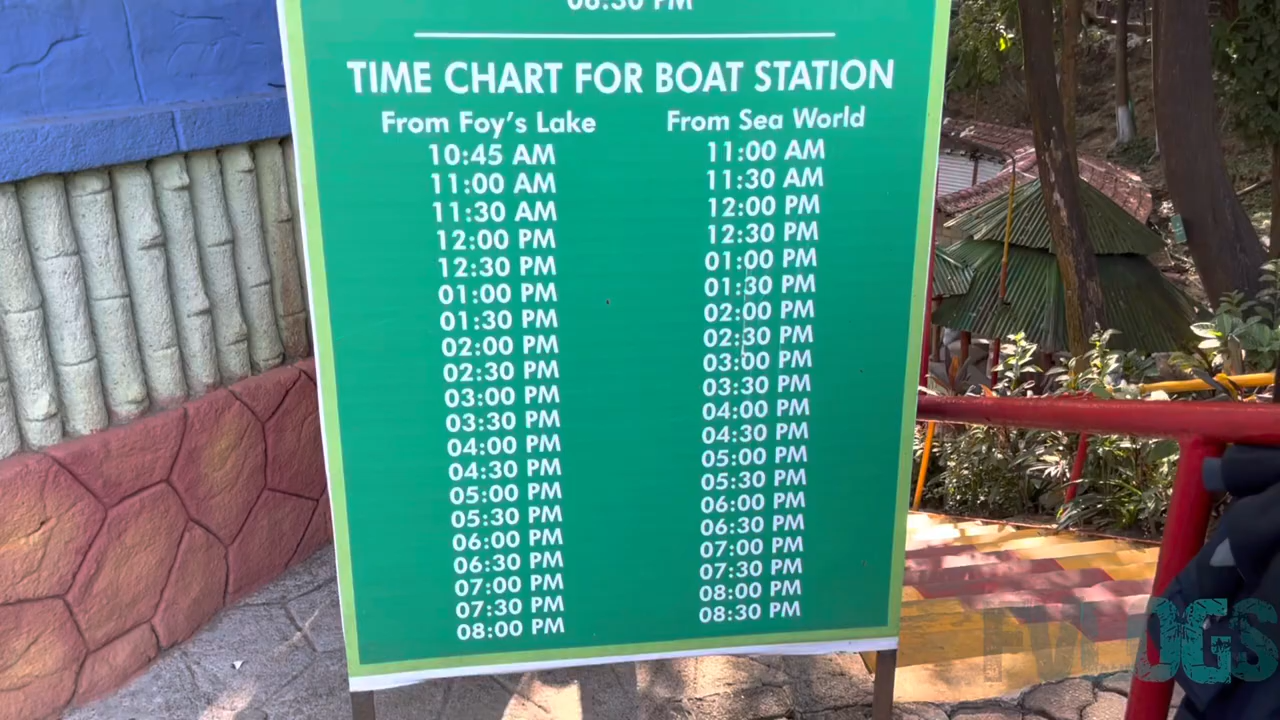 08:30 PM
TIME CHART FOR BOAT STATION
From Foy's Lake From Sea World
10:45 AM 11:00 AM
11:00 AM 11:30 AM
11:30 AM 12:00 PM
12:00 PM 12:30 PM
12:30 PM 01:00 PM
01:00 PM 01:30 PM
01:30 PM 02:00 PM
02:00 PM 02:30 PM
02:30 PM 03:00 PM
03:00 PM 03:30 PM
03:30 PM 04:00 PM
04:00 PM 04:30 PM
04:30 PM 05:00 PM
05:00 PM 05:30 PM
05:30 PM 06:00 PM
06:00 PM 06:30 PM
06:30 PM 07:00 PM
07:00 PM 07:30 PM
07:30 PM 08:00 PM
08:00 PM 08:30 PM
FVLOGS